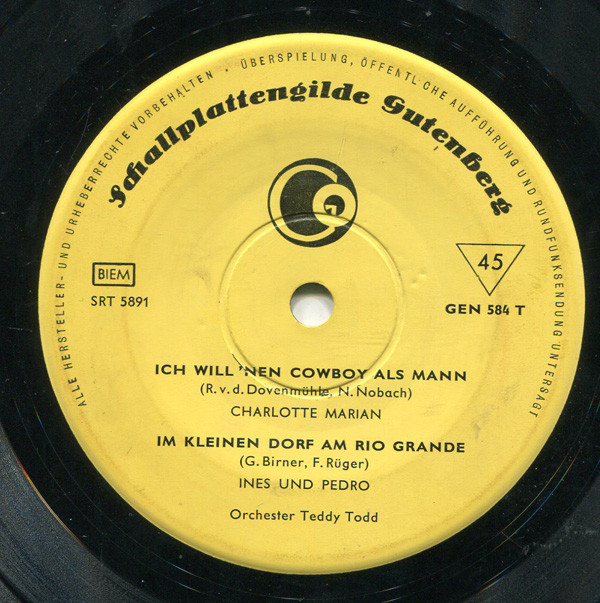 ALLE HERSTELLER- UND URHEBERRECHTE VORBEHALTEN · ÜBERSPIELUNG, ÖFFENTLICHE AUFFÜHRUNG UND RUNDFUNKSENDUNG UNTERSAGT
Schallplattengilde Gutenberg
BIEM
45
SRT 5891
GEN 584 T
ICH WILL 'NEN COWBOY ALS MANN
(R. v. d. Dovenmühle, N. Nobach)
CHARLOTTE MARIAN
IM KLEINEN DORF AM RIO GRANDE
(G. Birner, F. Rüger)
INES UND PEDRO
Orchester Teddy Todd